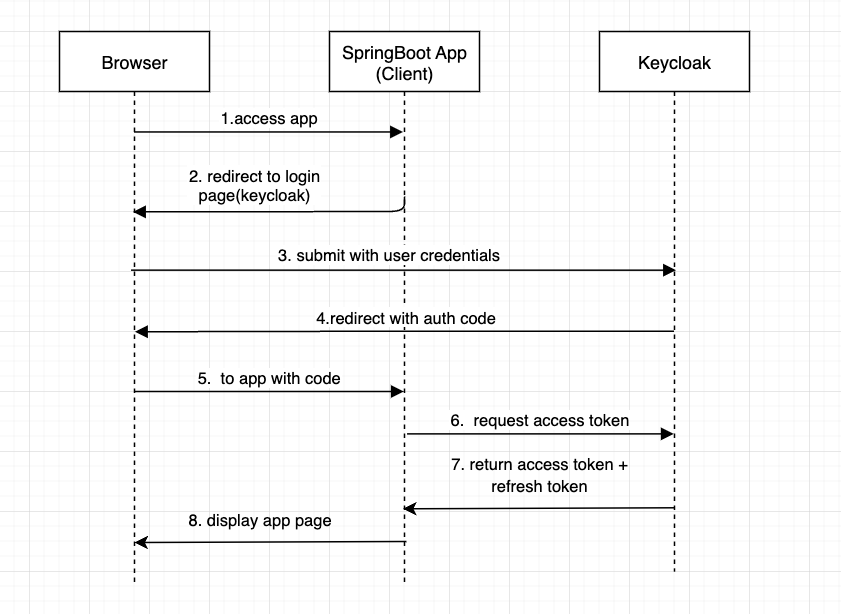 Browser
SpringBoot App
(Client)
Keycloak
1.access app
2. redirect to login
page(keycloak)
3. submit with user credentials
4.redirect with auth code
5.  to app with code
6.  request access token
7. return access token +
refresh token
8. display app page